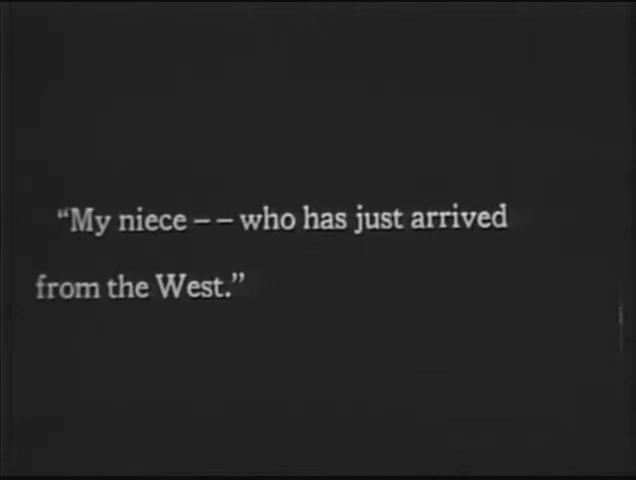 “My niece –– who has just arrived
from the West.”